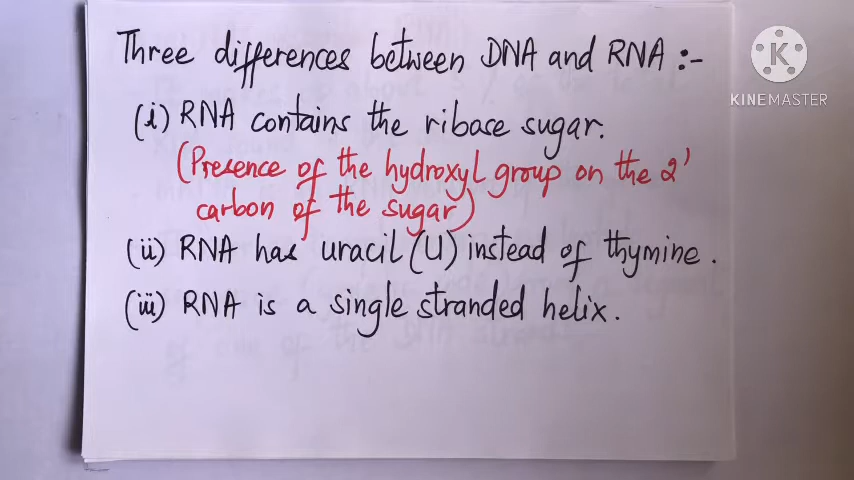 Three differences between DNA and RNA :-
K
KINEMASTER
(i) RNA contains the ribase sugar.
(Presence of the hydroxyl group on the 2'
carbon of the sugar)
(ii) RNA has uracil (U) instead of thymine.
(iii) RNA is a single stranded helix.